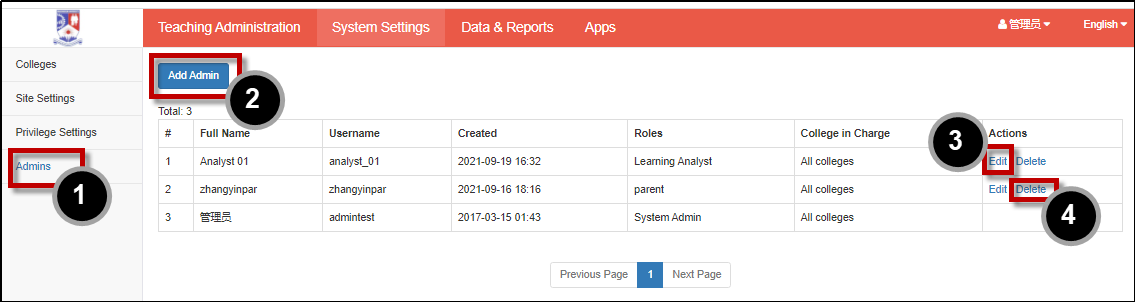 Teaching Administration System Settings Data & Reports Apps 管理员 English
Colleges
Site Settings
Privilege Settings
Admins
1
Add Admin
2
Total: 3
# Full Name Username Created Roles College in Charge Actions
3
1 Analyst 01 analyst_01 2021-09-19 16:32 Learning Analyst All colleges Edit Delete
2 zhangyinpar zhangyinpar 2021-09-16 18:16 parent All colleges Edit Delete
4
3 管理员 admintest 2017-03-15 01:43 System Admin All colleges
Previous Page 1 Next Page